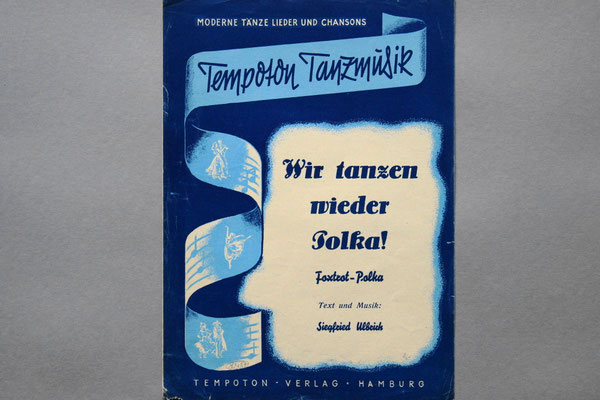 MODERNE TÄNZE LIEDER UND CHANSONS
Tempoton Tanzmusik
Wir tanzen
wieder
Polka!
Foxtrot-Polka
Text und Musik:
Siegfried Ulbrich
TEMPOTON · VERLAG · HAMBURG